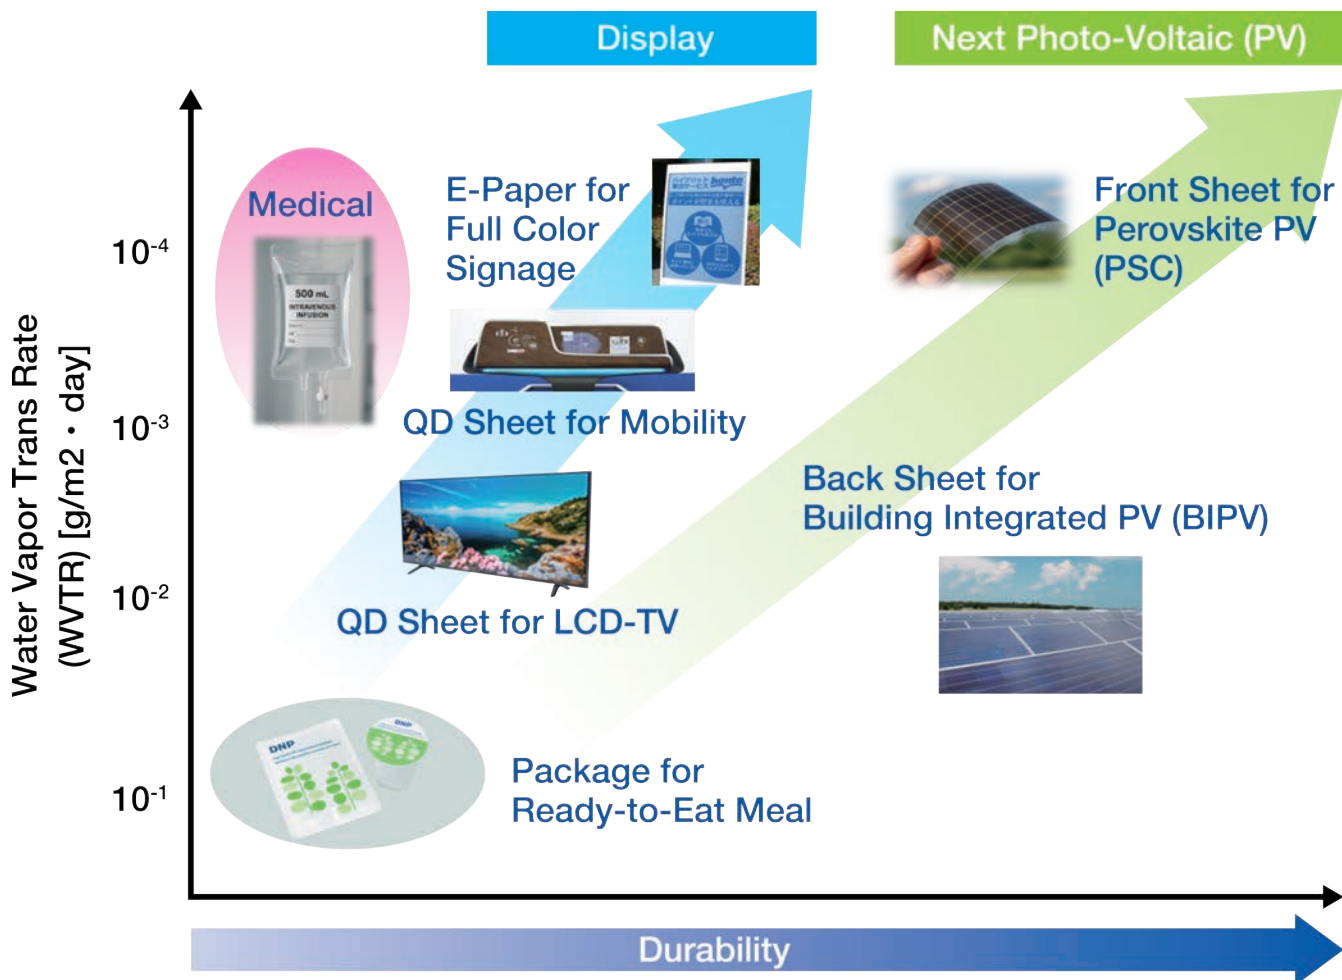 Display
Next Photo-Voltaic (PV)
Water Vapor Trans Rate
(WVTR) [g/m2・day]
10-4
10-3
10-2
10-1
Medical
500 mL
INTRAVENOUS
INFUSION
E-Paper for
Full Color
Signage
honto
Front Sheet for
Perovskite PV
(PSC)
QD Sheet for Mobility
Back Sheet for
Building Integrated PV (BIPV)
QD Sheet for LCD-TV
DNP
DNP
Package for
Ready-to-Eat Meal
Durability